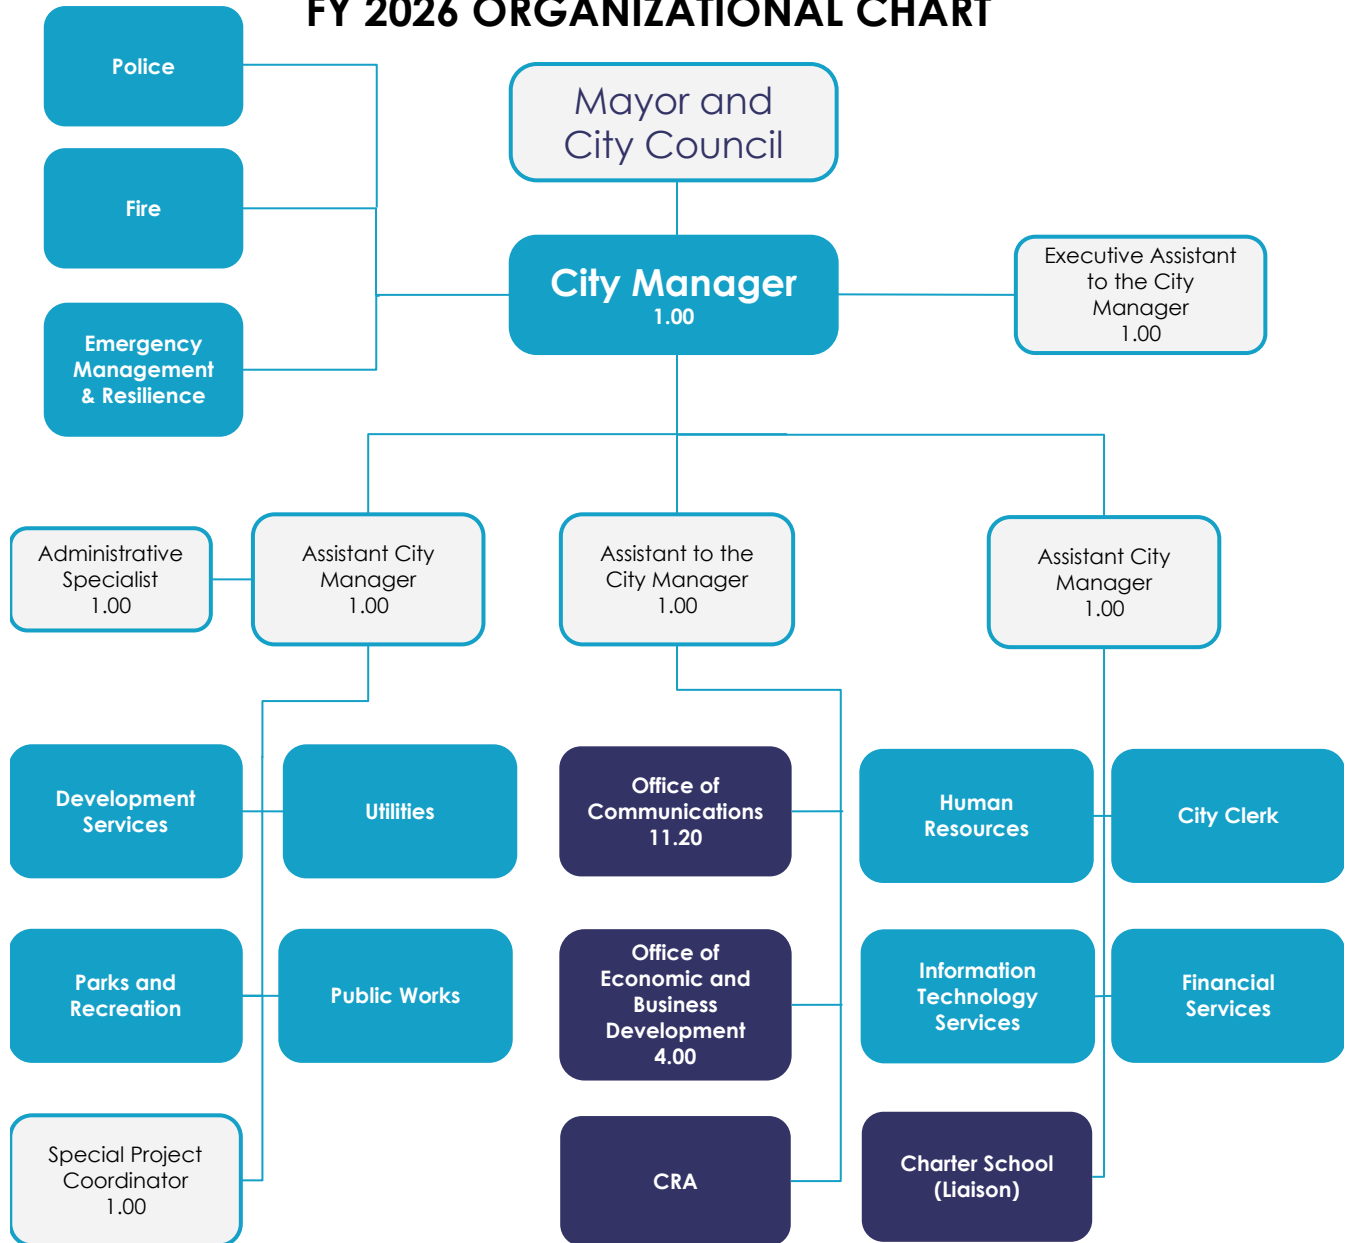 FY 2026 ORGANIZATIONAL CHART
Police
Mayor and
City Council
Fire
City Manager
1.00
Executive Assistant
to the City
Manager
1.00
Emergency
Management
& Resilience
Administrative
Specialist
1.00
Assistant City
Manager
1.00
Assistant to the
City Manager
1.00
Assistant City
Manager
1.00
Development
Services
Utilities
Office of
Communications
11.20
Human
Resources
City Clerk
Parks and
Recreation
Public Works
Office of
Economic and
Business
Development
4.00
Information
Technology
Services
Financial
Services
Special Project
Coordinator
1.00
CRA
Charter School
(Liaison)